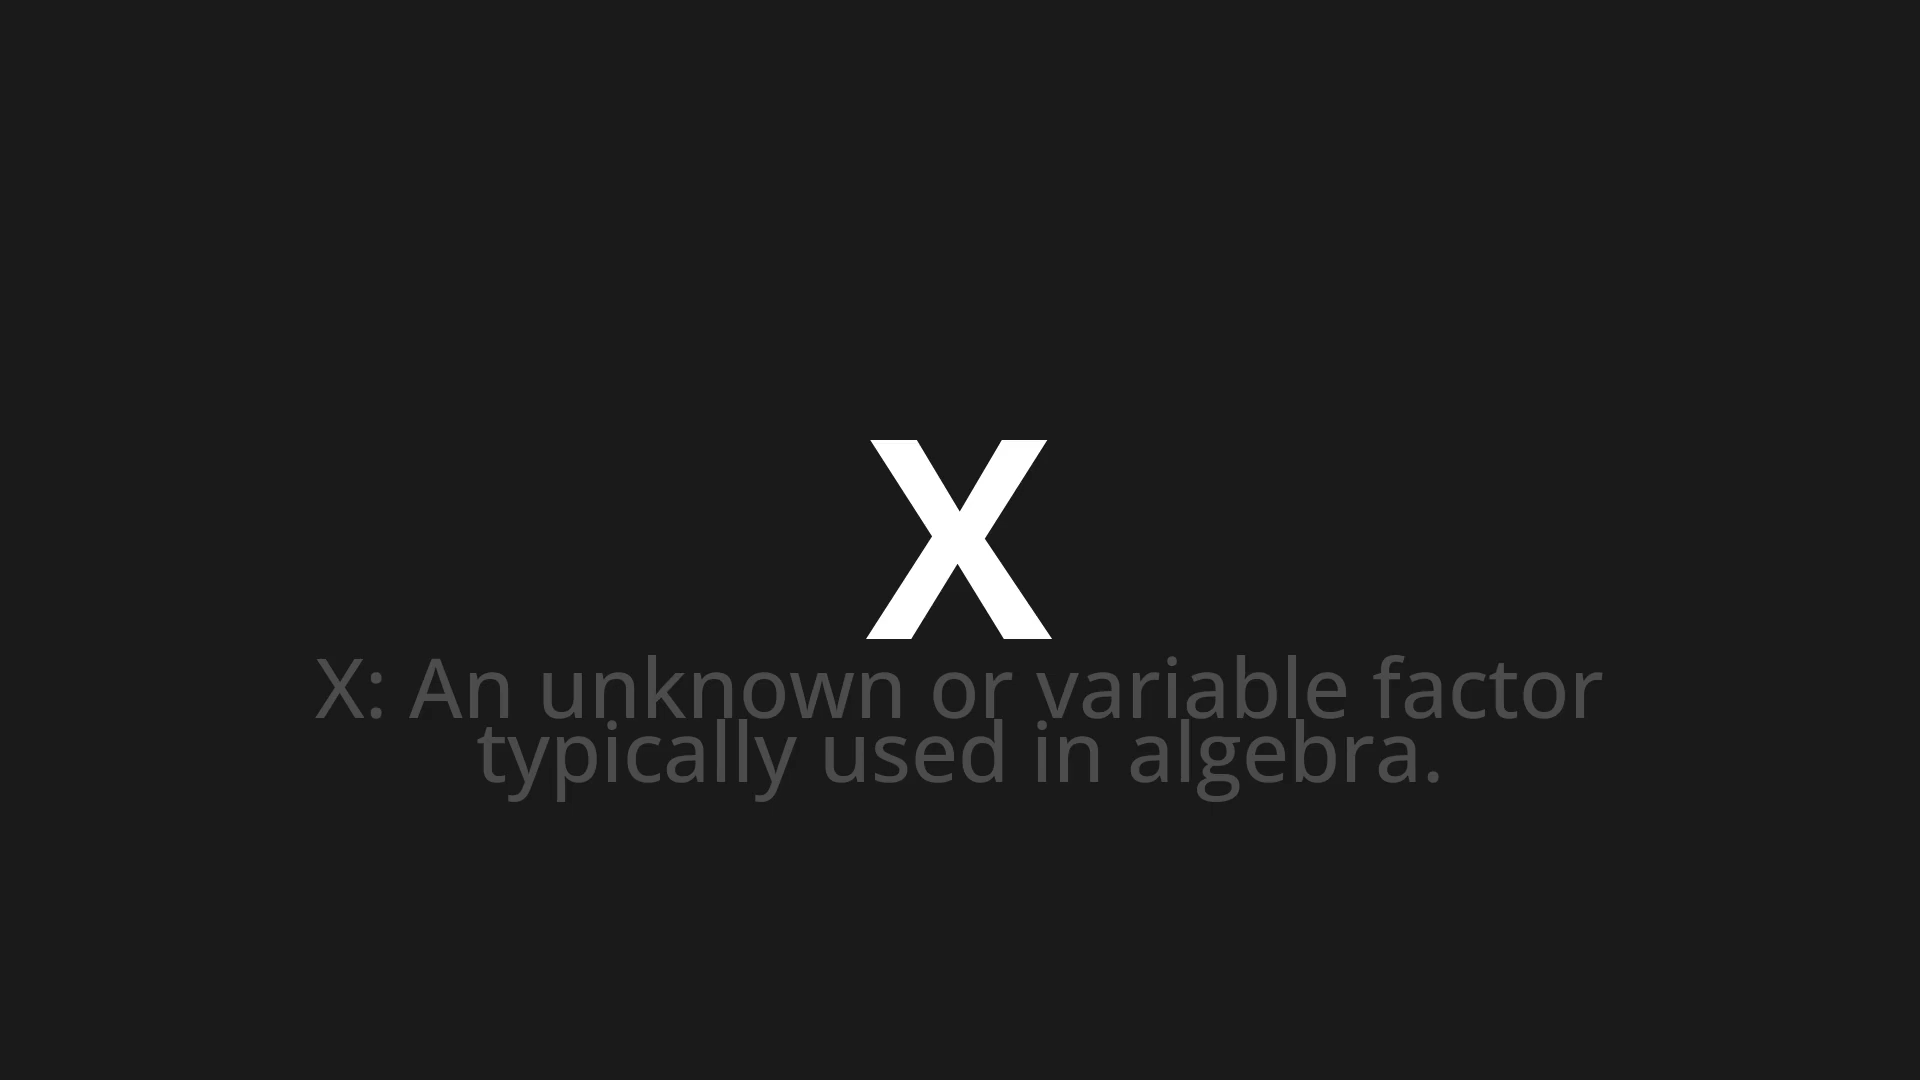 X
X: An unknown or variable factor
typically used in algebra.